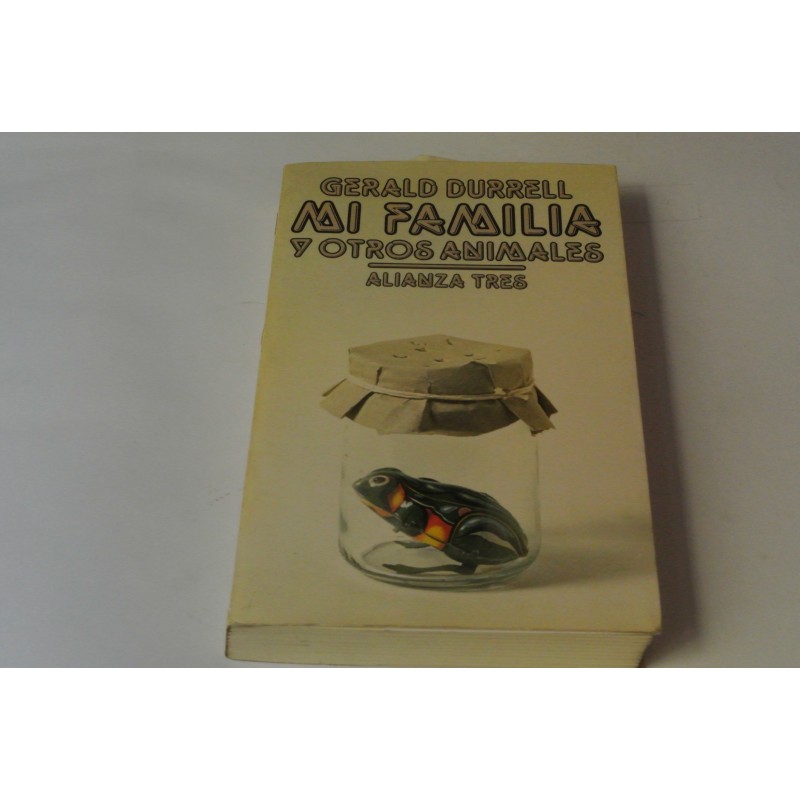 GERALD DURRELL
MI FAMILIA
Y OTROS ANIMALES
ALIANZA TRES